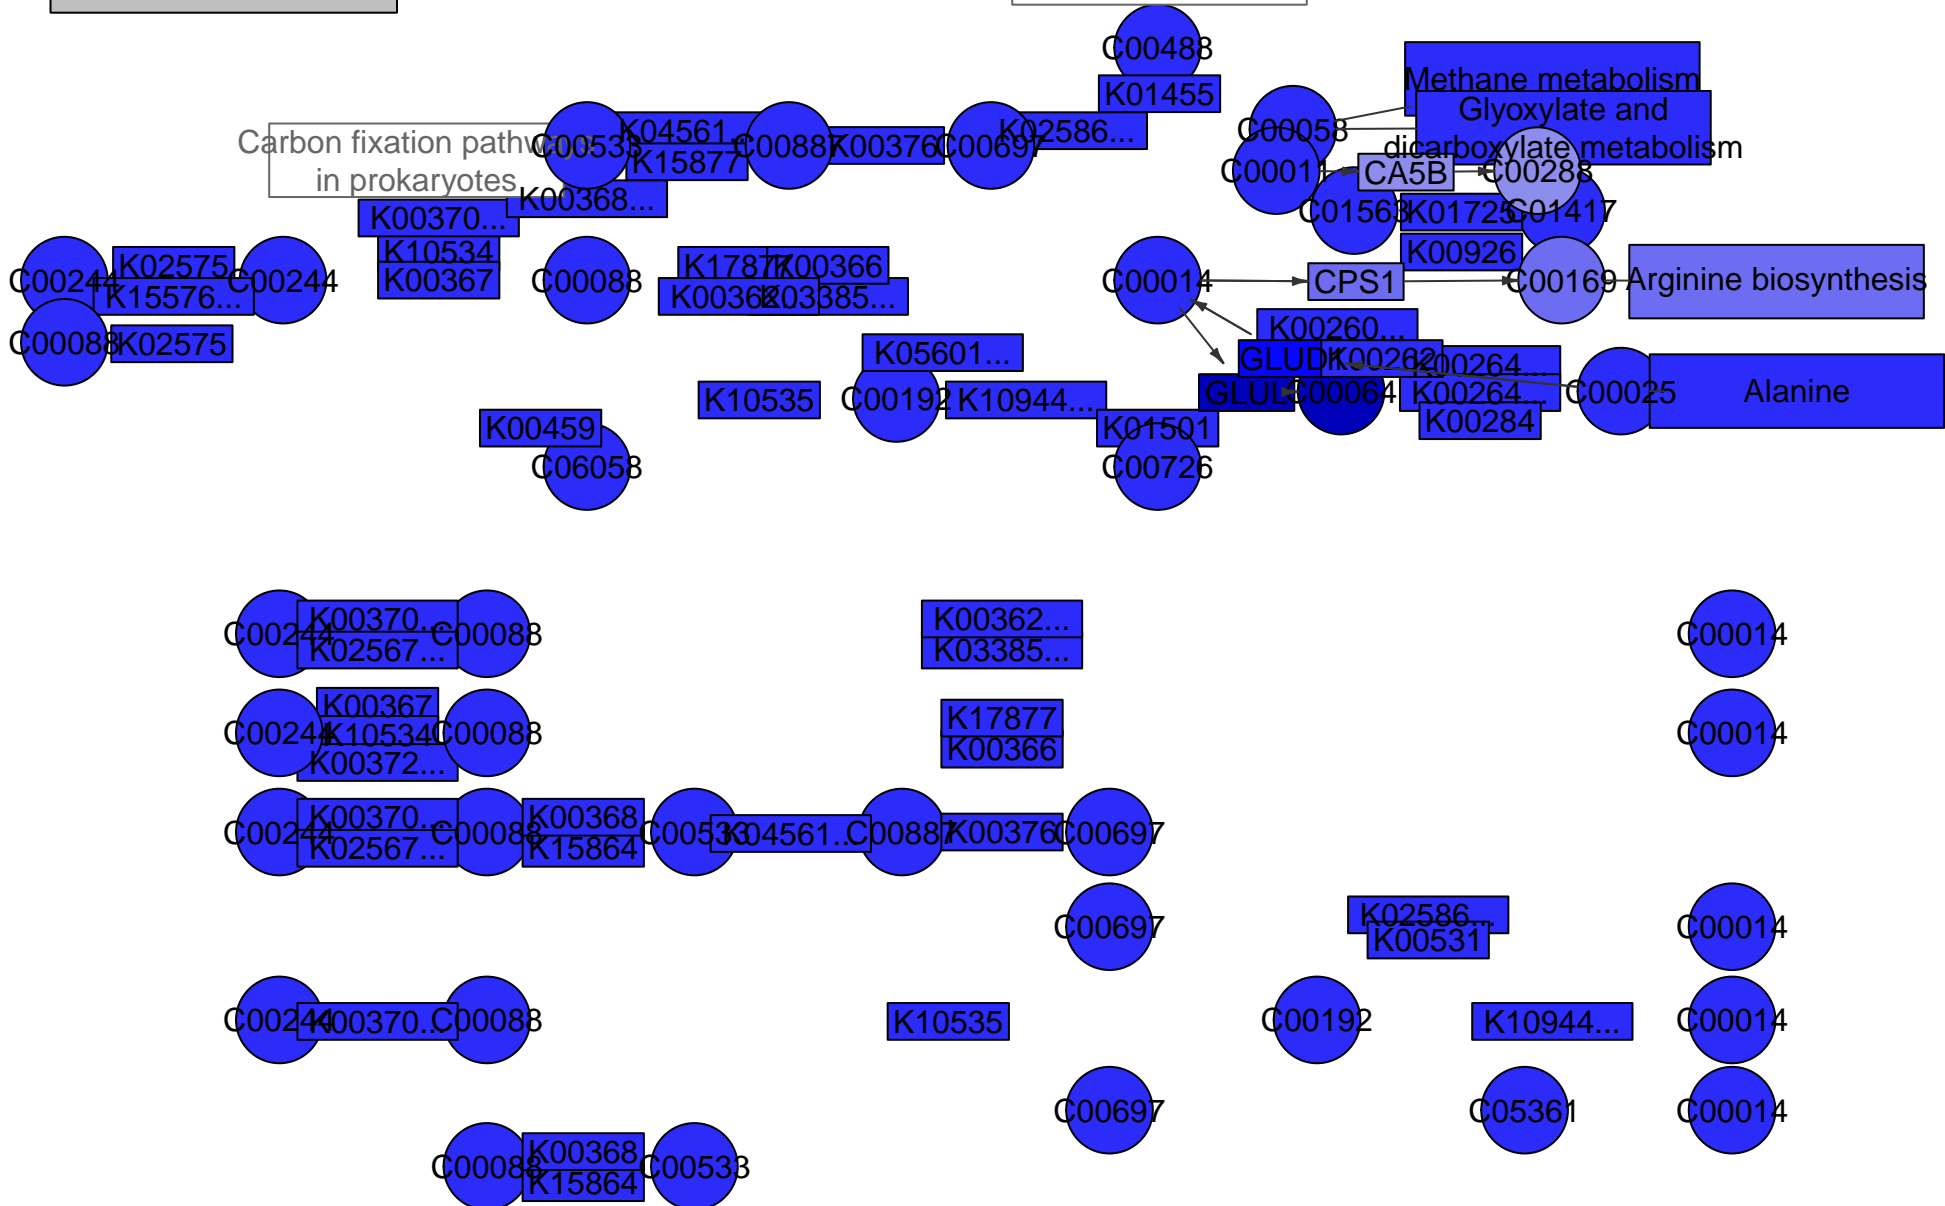 C00488
Methane metabolism
K01455
Glyoxylate and
dicarboxylate metabolism
C00058
Carbon fixation pathways
in prokaryotes
C00533
K04561...
K15877
C00887
K00376
C00697
K02586...
C00011
CA5B
C00288
K00368...
K00370...
C01563
K01725
C01417
K10534
K00367
K00926
C00244
K02575
K15576...
C00244
C00088
K17877
K00366
K00362...
K03385...
C00014
CPS1
C00169
Arginine biosynthesis
C00088
K02575
K00260...
K05601...
GLUD1
K00262
K00264...
K10535
C00192
K10944...
GLUL
C00064
K00264...
C00025
Alanine
K00459
K01501
K00284
C06058
C00726
C00244
K00370...
K02567...
C00088
K00362...
K03385...
C00014
C00244
K00367
K10534
K00372...
C00088
K17877
K00366
C00014
C00244
K00370...
K02567...
C00088
K00368
K15864
C00533
K04561...
C00887
K00376
C00697
C00697
K02586...
K00531
C00014
C00244
K00370...
C00088
K10535
C00192
K10944...
C00014
C00697
C05361
C00014
C00088
K00368
K15864
C00533